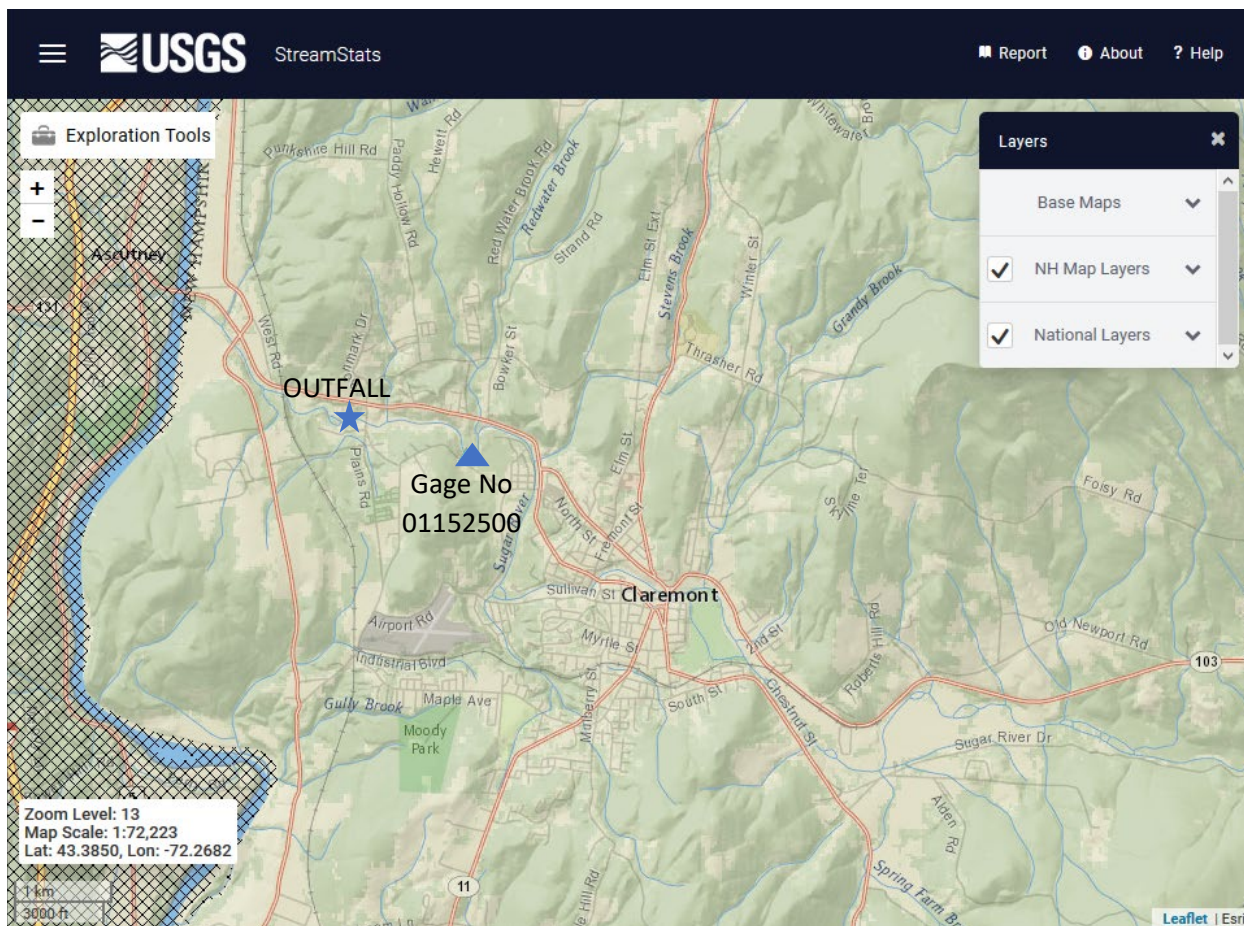 USGS
StreamStats
Report
About
? Help
Exploration Tools
+
−
Layers
Base Maps
NH Map Layers
National Layers
Punkshire Hill Rd
Paddy Hollow Rd
Hewett Rd
Red Water Brook Rd
Redwater Brook
Strand Rd
Elm St Ext
Stevens Brook
Winter St
Whitewater Bro
Grandy Brook
NEW HAMPSHIR
Ascutney
131
West Rd
Bowker St
Thrasher Rd
OUTFALL
Plains Rd
Gage No
01152500
Sugar River
North St
Fremont St
Elm St
Skyline Ter
Foisy Rd
Sullivan St
Claremont
Airport Rd
Myrtle St
2nd St
Roberts Hill Rd
Old Newport Rd
103
Industrial Blvd
Gully Brook
Maple Ave
Mulberry St
South St
Chestnut St
Moody
Park
Sugar River Dr
Alden Rd
Spring Farm B
11
Zoom Level: 13
Map Scale: 1:72,223
Lat: 43.3850, Lon: -72.2682
1 km
3000 ft
Leaflet | Esri